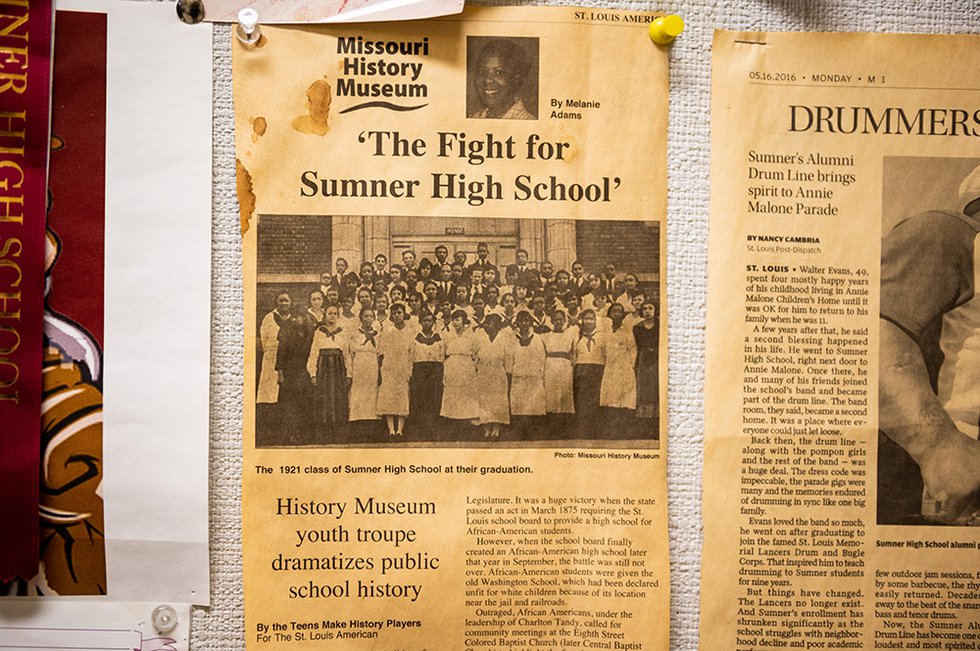 NER HIGH SCHOOL
ST. LOUIS AMERI
Missouri
History
Museum
By Melanie
Adams
‘The Fight for
Sumner High School’
Photo: Missouri History Museum
The 1921 class of Sumner High School at their graduation.
History Museum
youth troupe
dramatizes public
school history
By the Teens Make History Players
For The St. Louis American
Legislature. It was a huge victory when the state
passed an act in March 1875 requiring the St.
Louis school board to provide a high school for
African-American students.
However, when the school board finally
created an African-American high school later
that year in September, the battle was still not
over. African-American students were given the
old Washington School, which had been declared
unfit for white children because of its location
near the jail and railroads.
Outraged, African Americans, under the
leadership of Charlton Tandy, called for
community meetings at the Eighth Street
Colored Baptist Church (later Central Baptist
05.16.2016 • MONDAY • M 1
DRUMMERS
Sumner's Alumni
Drum Line brings
spirit to Annie
Malone Parade
BY NANCY CAMBRIA
St. Louis Post-Dispatch
ST. LOUIS • Walter Evans, 49,
spent four mostly happy years
of his childhood living in Annie
Malone Children's Home until it
was OK for him to return to his
family when he was 11.
A few years after that, he said
a second blessing happened
in his life. He went to Sumner
High School, right next door to
Annie Malone. Once there, he
and many of his friends joined
the school's band and became
part of the drum line. The band
room, they said, became a second
home. It was a place where ev-
eryone could just let loose.
Back then, the drum line —
along with the pompon girls
and the rest of the band — was
a huge deal. The dress code was
impeccable, the parade gigs were
many and the memories endured
of drumming in sync like one big
family.
Evans loved the band so much,
he went on after graduating to
join the famed St. Louis Memo-
rial Lancers Drum and Bugle
Corps. That inspired him to teach
drumming to Sumner students
for nine years.
But things have changed.
The Lancers no longer exist.
And Sumner's enrollment has
shrunken significantly as the
school struggles with neighbor-
hood decline and poor academic
Sumner High School alumni
few outdoor jam sessions,
by some barbecue, the rhy
easily returned. Decades
away to the beat of the snar
bass and tenor drums.
Now, the Sumner Al
Drum Line has become one
loudest and most spirite